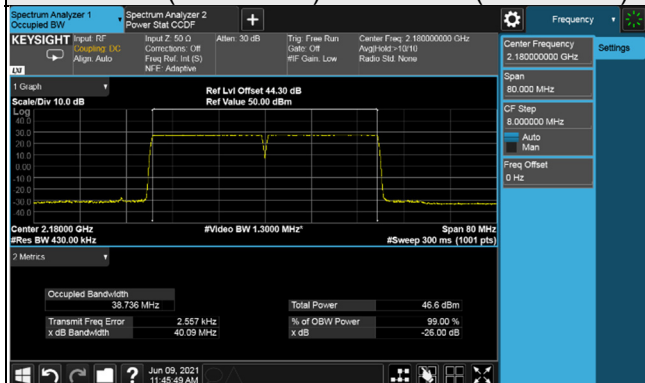 Spectrum Analyzer 1
Occupied BW
Spectrum Analyzer 2
Power Stat CCDF
+
Frequency
KEYSIGHT
Input: RF
Coupling: DC
Align: Auto
Input Z: 50 Ω
Corrections: Off
Freq Ref: Int (S)
NFE: Adaptive
Atten: 30 dB
Trig: Free Run
Gate: Off
#IF Gain: Low
Center Freq: 2.180000000 GHz
Avg|Hold:>10/10
Radio Std: None
LXI
1 Graph
Scale/Div 10.0 dB
Ref Lvl Offset 44.30 dB
Ref Value 50.00 dBm
Log
40.0
30.0
20.0
10.0
0.00
-10.0
-20.0
-30.0
-40.0
Center 2.18000 GHz
#Res BW 430.00 kHz
#Video BW 1.3000 MHz*
Span 80 MHz
#Sweep 300 ms (1001 pts)
2 Metrics
Occupied Bandwidth
38.736 MHz
Total Power 46.6 dBm
Transmit Freq Error 2.557 kHz
% of OBW Power 99.00 %
x dB Bandwidth 40.09 MHz
x dB -26.00 dB
?
Jun 09, 2021
11:45:49 AM
Center Frequency
2.180000000 GHz
Settings
Span
80.000 MHz
CF Step
8.000000 MHz
Auto
Man
Freq Offset
0 Hz